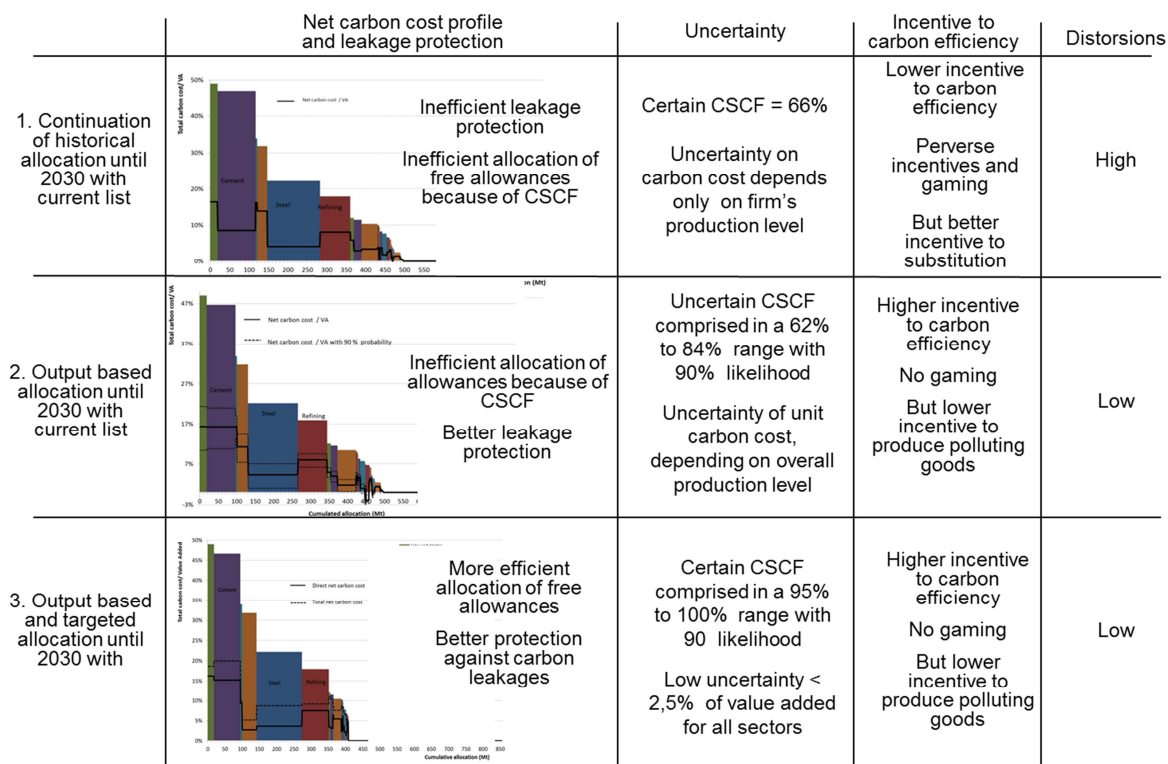 Net carbon cost profile
and leakage protection
Uncertainty
Incentive to
carbon efficiency
Distorsions
1. Continuation
of historical
allocation until
2030 with
current list
Total carbon cost/ VA
50%
40%
30%
20%
10%
0%
Net carbon cost / VA
Cement
Steel
Refining
0 50 100 150 200 250 300 350 400 450 500 550
Inefficient leakage
protection
Inefficient allocation of
free allowances
because of CSCF
Certain CSCF = 66%
Uncertainty on
carbon cost depends
only on firm's
production level
Lower incentive
to carbon
efficiency
Perverse
incentives and
gaming
But better
incentive to
substitution
High
2. Output based
allocation until
2030 with
current list
Total carbon cost/ VA
47%
37%
27%
17%
7%
-3%
(Mt)
Net carbon cost / VA
Net carbon cost / VA with 90 % probability
Cement
Steel
Refining
0 50 100 150 200 250 300 350 400 450 500 550
Cumulated allocation (Mt)
Inefficient allocation of
allowances because of
CSCF
Better leakage
protection
Uncertain CSCF
comprised in a 62%
to 84% range with
90% likelihood
Uncertainty of unit
carbon cost,
depending on overall
production level
Higher incentive
to carbon
efficiency
No gaming
But lower
incentive to
produce polluting
goods
Low
3. Output based
and targeted
allocation until
2030 with
Total carbon cost/ Value Added
50%
45%
40%
35%
30%
25%
20%
15%
10%
5%
0%
Direct net carbon cost
Total net carbon cost
Cement
Steel
Refining
0 50 100 150 200 250 300 350 400 450 500 550 600 650 700 750 800 850
Cumulative allocation (Mt)
More efficient
allocation of free
allowances
Better protection
against carbon
leakages
Certain CSCF
comprised in a 95%
to 100% range with
90 likelihood
Low uncertainty <
2,5% of value added
for all sectors
Higher incentive
to carbon
efficiency
No gaming
But lower
incentive to
produce polluting
goods
Low